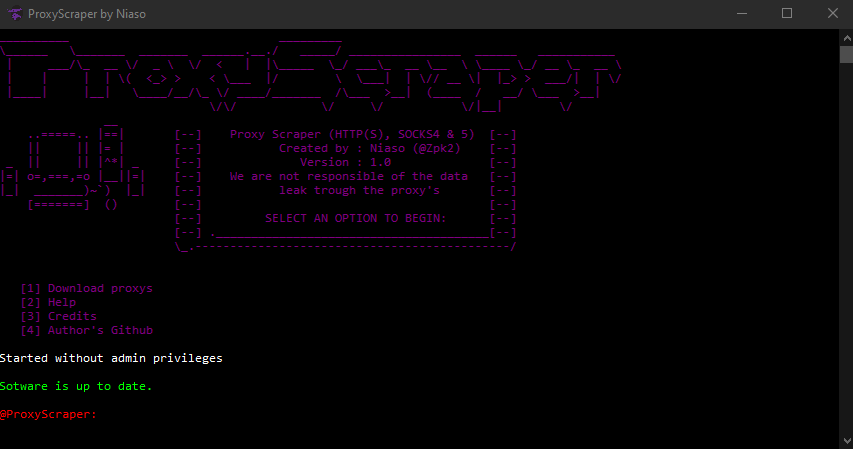 ProxyScraper by Niaso
ProxyScraper
[--] Proxy Scraper (HTTP(S), SOCKS4 & 5) [--]
[--] Created by : Niaso (@Zpk2) [--]
[--] Version : 1.0 [--]
[--] We are not responsible of the data [--]
[--] leak trough the proxy's [--]
[--] [--]
[--] SELECT AN OPTION TO BEGIN: [--]
[--] .______________________________________[--]
[1] Download proxys
[2] Help
[3] Credits
[4] Author's Github
Started without admin privileges
Sotware is up to date.
@ProxyScraper: